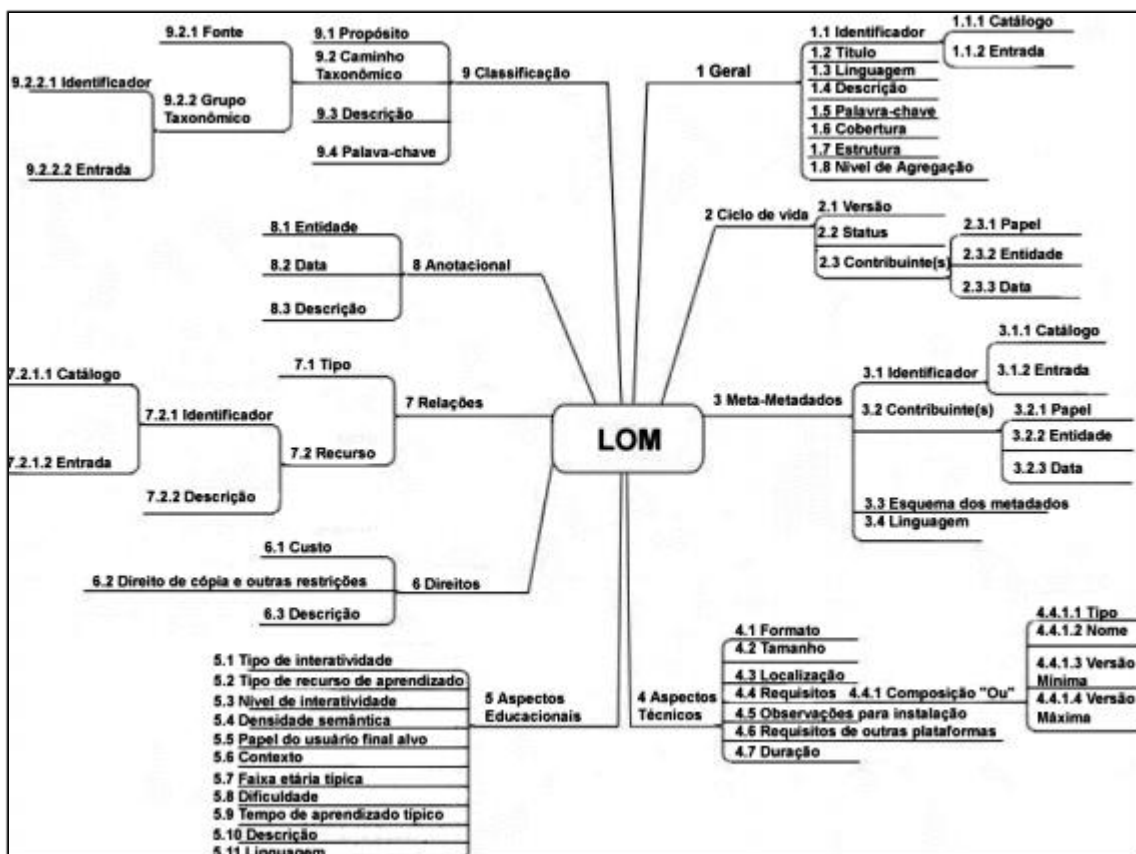 LOM
1 Geral
1.1 Identificador
1.1.1 Catálogo
1.1.2 Entrada
1.2 Titulo
1.3 Linguagem
1.4 Descrição
1.5 Palavra-chave
1.6 Cobertura
1.7 Estrutura
1.8 Nivel de Agregação
2 Ciclo de vida
2.1 Versão
2.2 Status
2.3 Contribuinte(s)
2.3.1 Papel
2.3.2 Entidade
2.3.3 Data
3 Meta-Metadados
3.1 Identificador
3.1.1 Catálogo
3.1.2 Entrada
3.2 Contribuinte(s)
3.2.1 Papel
3.2.2 Entidade
3.2.3 Data
3.3 Esquema dos metadados
3.4 Linguagem
4 Aspectos
Técnicos
4.1 Formato
4.2 Tamanho
4.3 Localização
4.4 Requisitos
4.4.1 Composição "Ou"
4.4.1.1 Tipo
4.4.1.2 Nome
4.4.1.3 Versão
Mínima
4.4.1.4 Versão
Máxima
4.5 Observações para instalação
4.6 Requisitos de outras plataformas
4.7 Duração
5 Aspectos
Educacionais
5.1 Tipo de interatividade
5.2 Tipo de recurso de aprendizado
5.3 Nível de interatividade
5.4 Densidade semântica
5.5 Papel do usuário final alvo
5.6 Contexto
5.7 Faixa etária típica
5.8 Dificuldade
5.9 Tempo de aprendizado típico
5.10 Descrição
5.11 Linguagem
6 Direitos
6.1 Custo
6.2 Direito de cópia e outras restrições
6.3 Descrição
7 Relações
7.1 Tipo
7.2 Recurso
7.2.1 Identificador
7.2.1.1 Catálogo
7.2.1.2 Entrada
7.2.2 Descrição
8 Anotacional
8.1 Entidade
8.2 Data
8.3 Descrição
9 Classificação
9.1 Propósito
9.2 Caminho
Taxonômico
9.2.1 Fonte
9.2.2 Grupo
Taxonômico
9.2.2.1 Identificador
9.2.2.2 Entrada
9.3 Descrição
9.4 Palava-chave